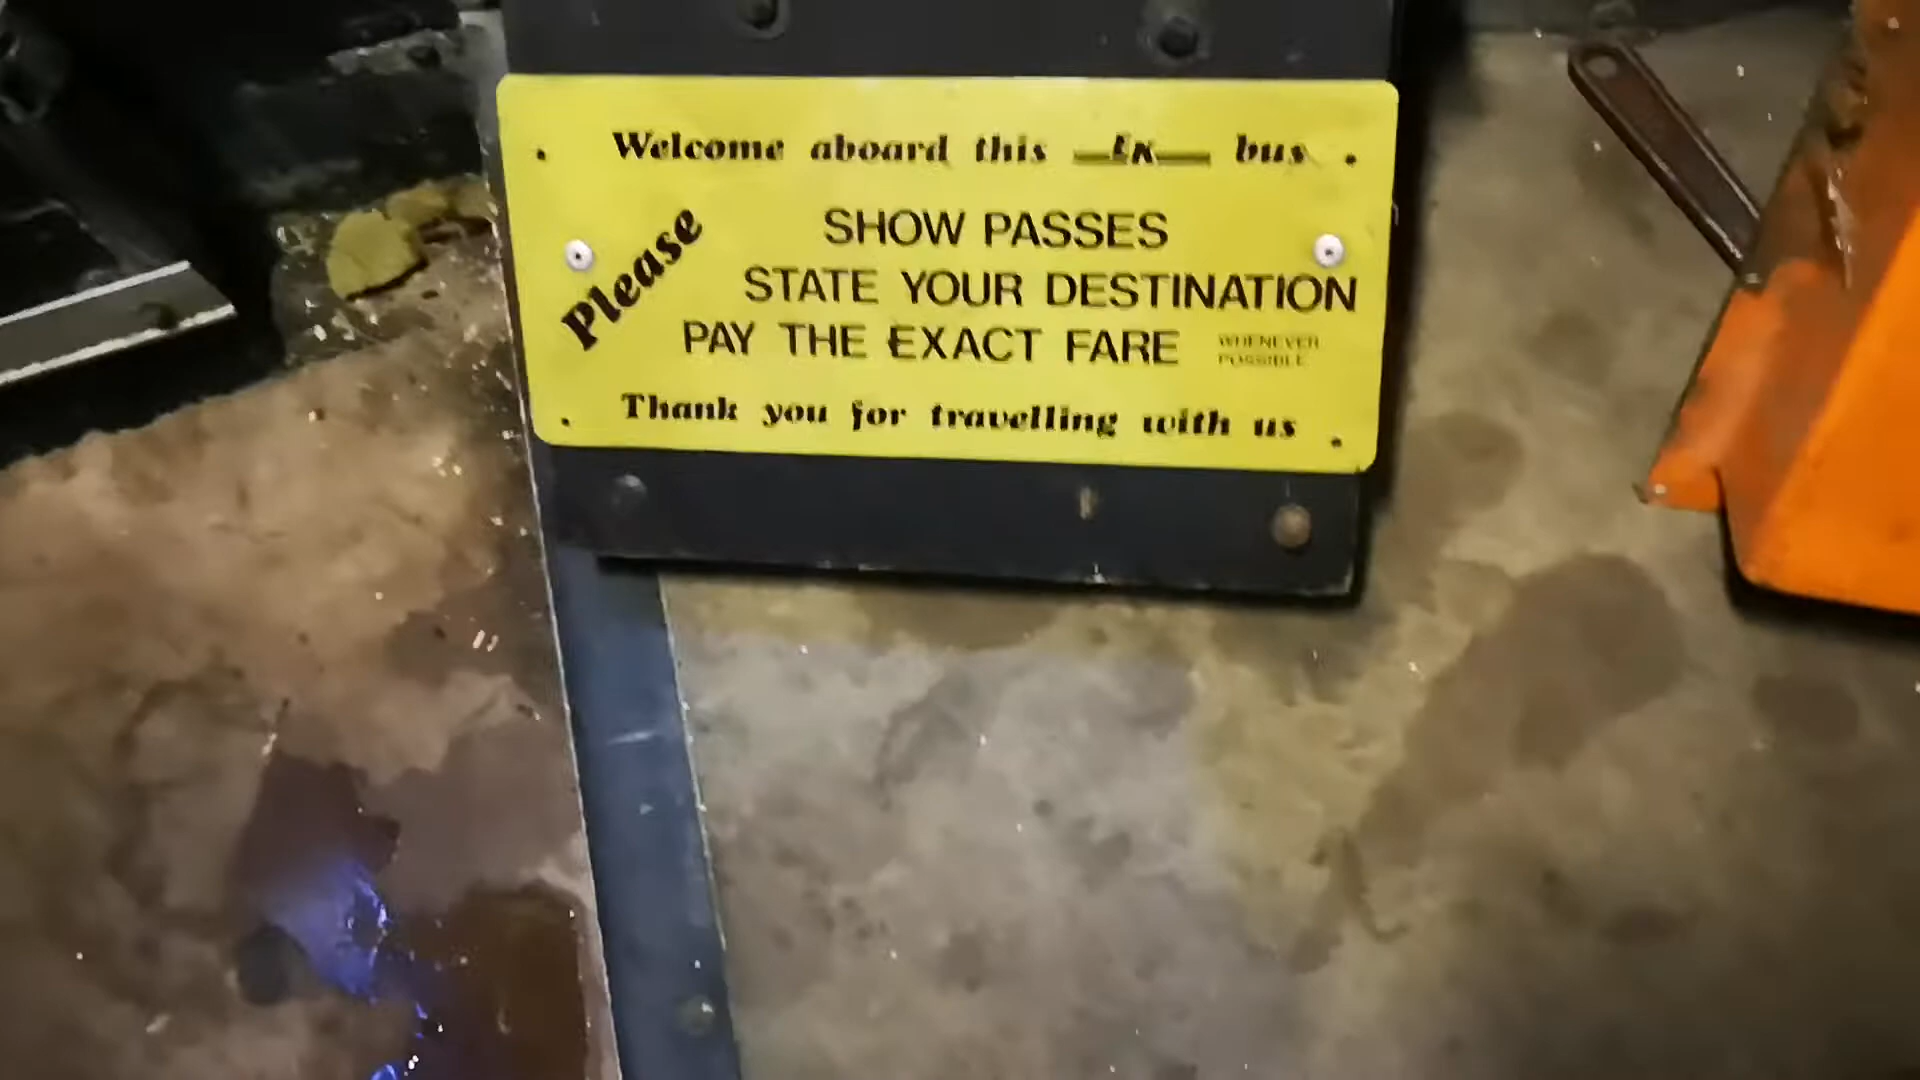 Welcome aboard this bus
Please
SHOW PASSES
STATE YOUR DESTINATION
PAY THE EXACT FARE WHENEVER POSSIBLE
Thank you for travelling with us